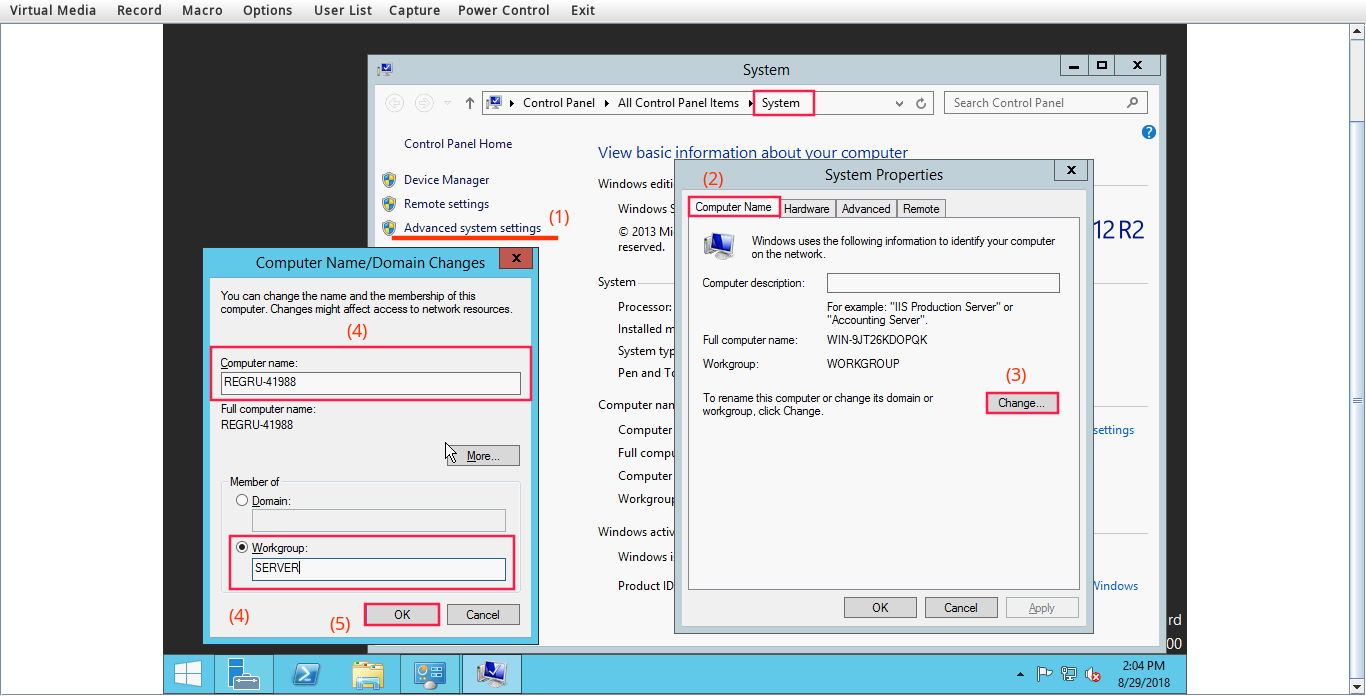 Virtual Media Record Macro Options User List Capture Power Control Exit
System
Control Panel All Control Panel Items System
Search Control Panel
Control Panel Home
Device Manager
Remote settings
Advanced system settings
(1)
View basic information about your computer
Windows editi
Windows S
© 2013 Mi
reserved.
12 R2
System
Processor:
Installed m
System typ
Pen and To
Computer nam
Computer
Full compu
Computer
Workgroup
settings
Windows activ
Windows i
Product ID
Windows
System Properties
(2)
Computer Name Hardware Advanced Remote
Windows uses the following information to identify your computer
on the network.
Computer description:
For example: "IIS Production Server" or
"Accounting Server".
Full computer name: WIN-9JT26KDOPQK
Workgroup: WORKGROUP
(3)
To rename this computer or change its domain or
workgroup, click Change.
Change...
OK Cancel Apply
Computer Name/Domain Changes
You can change the name and the membership of this
computer. Changes might affect access to network resources.
(4)
Computer name:
REGRU-41988
Full computer name:
REGRU-41988
More...
Member of
Domain:
Workgroup:
SERVER
(4)
(5)
OK Cancel
rd
00
2:04 PM
8/29/2018